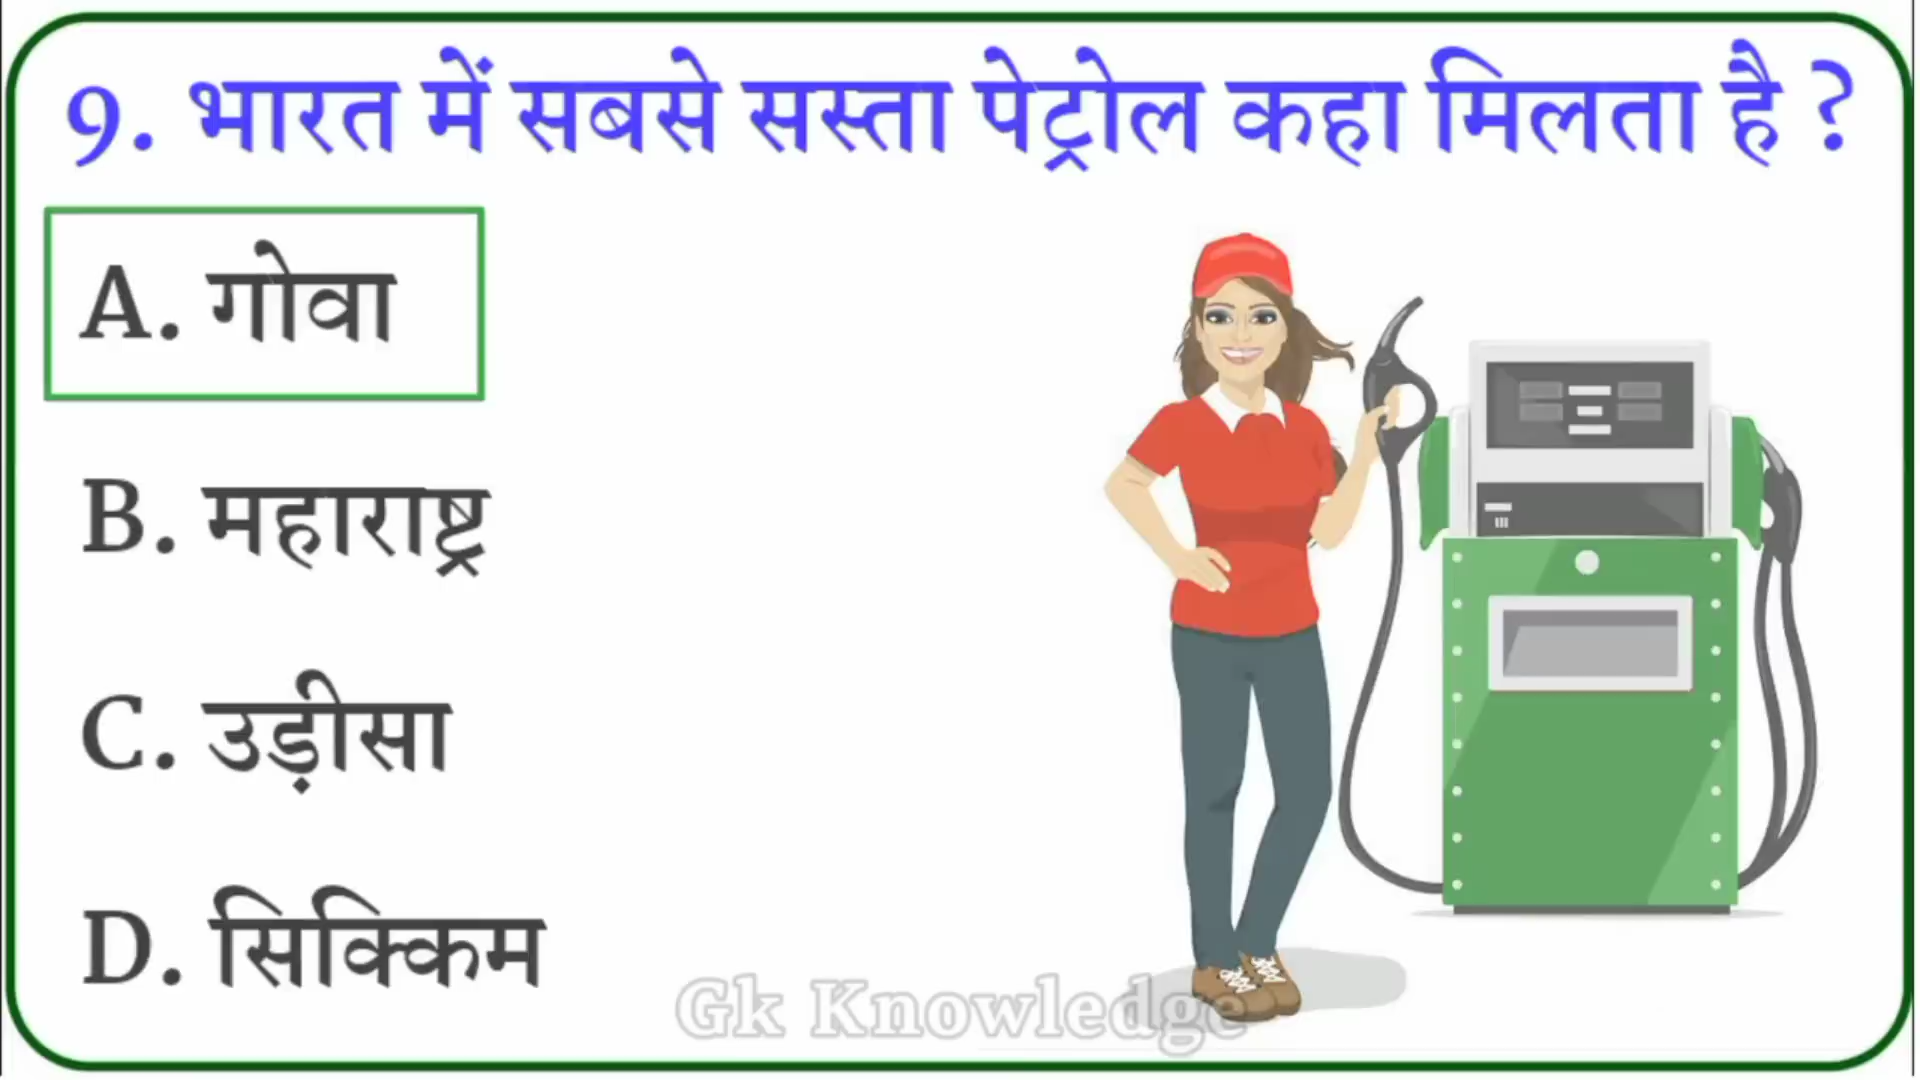 9. भारत में सबसे सस्ता पेट्रोल कहा मिलता है ?
A. गोवा
B. महाराष्ट्र
C. उड़ीसा
D. सिक्किम
Gk Knowledge